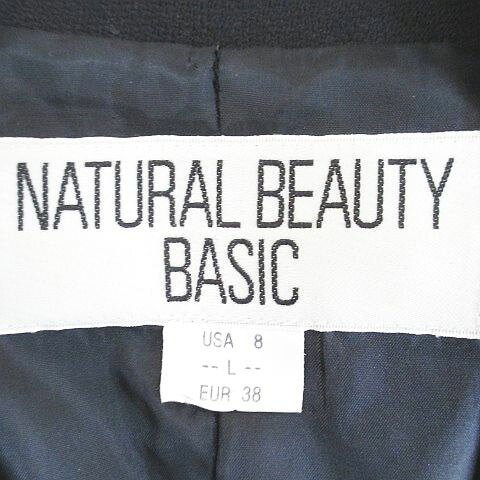 NATURAL BEAUTY
BASIC
USA 8
-- L --
EUR 38